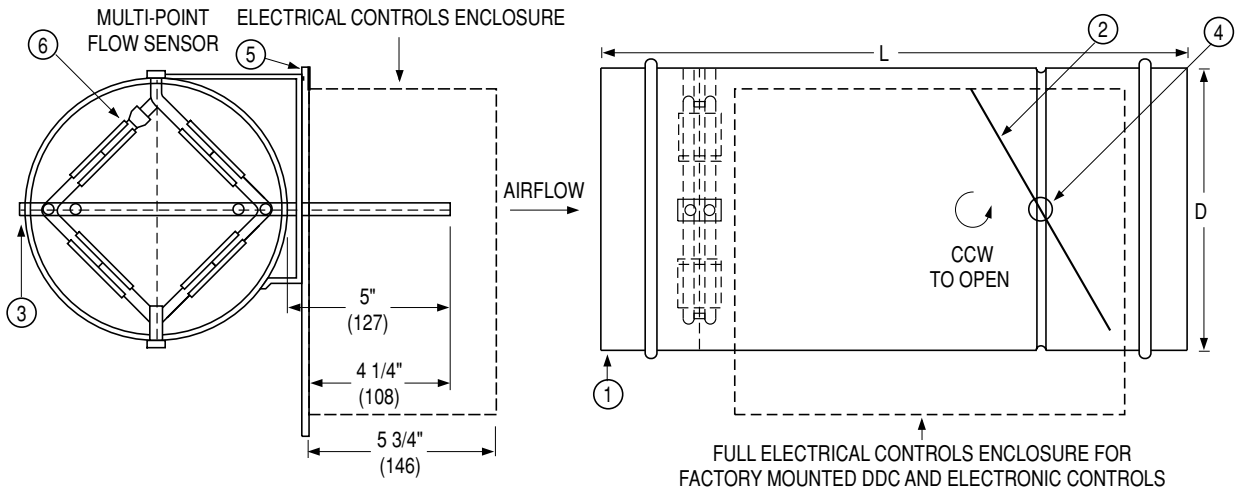 MULTI-POINT
FLOW SENSOR
ELECTRICAL CONTROLS ENCLOSURE
6
5
3
5"
(127)
4 1/4"
(108)
5 3/4"
(146)
AIRFLOW
L
2
4
D
CCW
TO OPEN
1
FULL ELECTRICAL CONTROLS ENCLOSURE FOR
FACTORY MOUNTED DDC AND ELECTRONIC CONTROLS